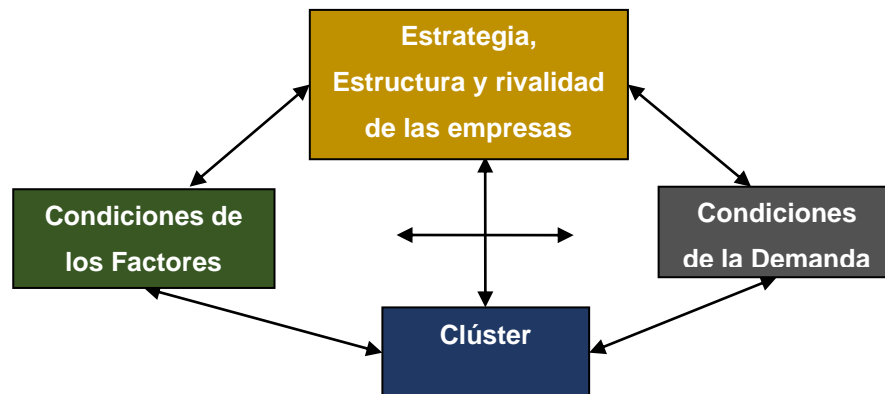 Estrategia,
Estructura y rivalidad
de las empresas
Condiciones de
los Factores
Condiciones
de la Demanda
Clúster